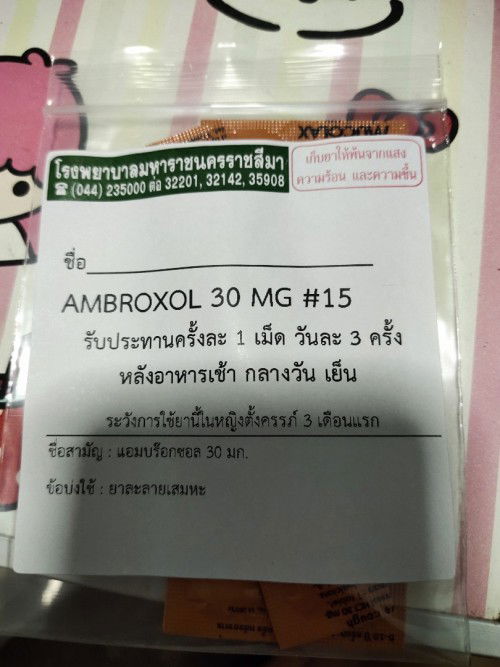 MUCOLAX
โรงพยาบาลมหาราชนครราชสีมา
☎ (044) 235000 ต่อ 32201, 32142, 35908
เก็บยาให้พ้นจากแสง
ความร้อน และความชื้น
ชื่อ
AMBROXOL 30 MG #15
รับประทานครั้งละ 1 เม็ด วันละ 3 ครั้ง
หลังอาหารเช้า กลางวัน เย็น
ระวังการใช้ยานี้ในหญิงตั้งครรภ์ 3 เดือนแรก
ชื่อสามัญ : แอมบร๊อกซอล 30 มก.
ข้อบ่งใช้ : ยาละลายเสมหะ